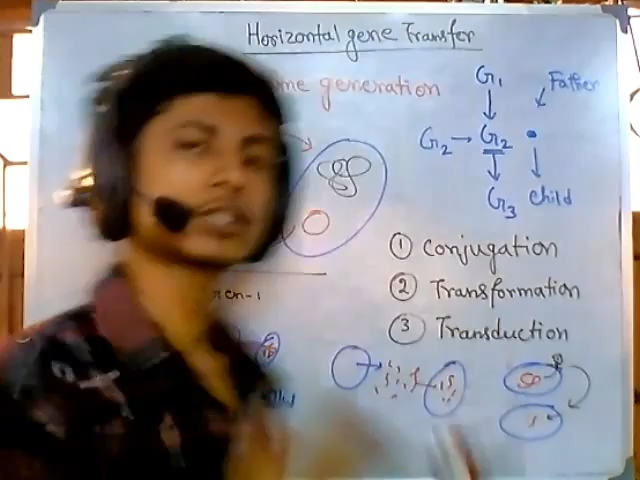 Horizontal gene Transfer
generation
G1
Father
G2 → G2
G3 child
① Conjugation
② Transformation
③ Transduction